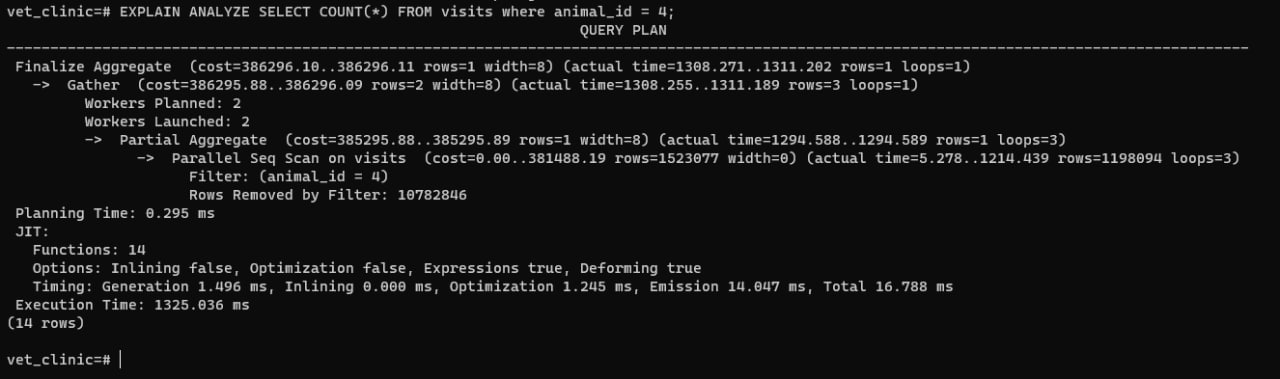 vet_clinic=# EXPLAIN ANALYZE SELECT COUNT(*) FROM visits where animal_id = 4;
QUERY PLAN
--------------------------------------------------------------------------------------------------------------------------------------------------
Finalize Aggregate  (cost=386296.10..386296.11 rows=1 width=8) (actual time=1308.271..1311.202 rows=1 loops=1)
  ->  Gather  (cost=386295.88..386296.09 rows=2 width=8) (actual time=1308.255..1311.189 rows=3 loops=1)
        Workers Planned: 2
        Workers Launched: 2
        ->  Partial Aggregate  (cost=385295.88..385295.89 rows=1 width=8) (actual time=1294.588..1294.589 rows=1 loops=3)
              ->  Parallel Seq Scan on visits  (cost=0.00..381488.19 rows=1523077 width=0) (actual time=5.278..1214.439 rows=1198094 loops=3)
                    Filter: (animal_id = 4)
                    Rows Removed by Filter: 10782846
Planning Time: 0.295 ms
JIT:
  Functions: 14
  Options: Inlining false, Optimization false, Expressions true, Deforming true
  Timing: Generation 1.496 ms, Inlining 0.000 ms, Optimization 1.245 ms, Emission 14.047 ms, Total 16.788 ms
Execution Time: 1325.036 ms
(14 rows)
vet_clinic=#